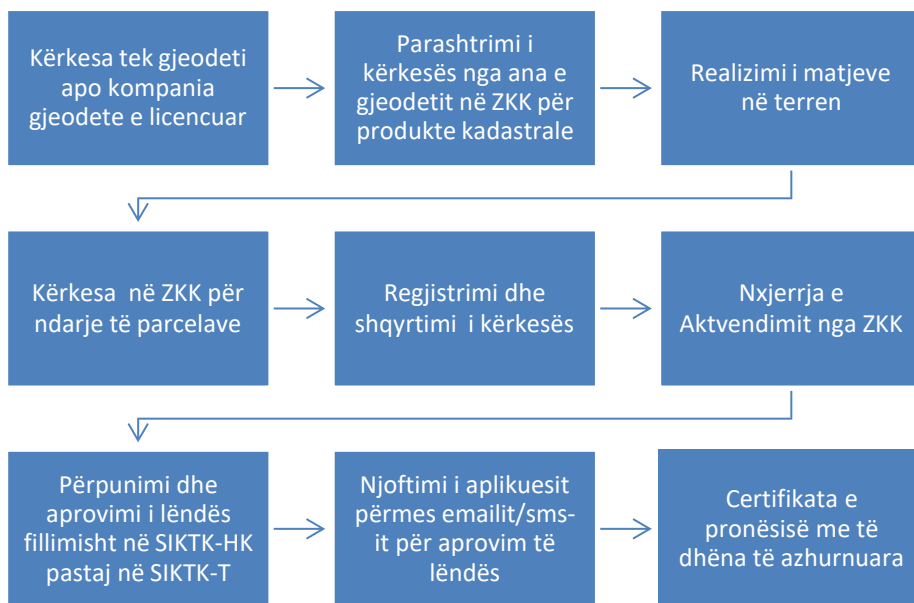 Kërkesa tek gjeodeti
apo kompania
gjeodete e licencuar
Parashtrimi i
kërkesës nga ana e
gjeodetit në ZKK për
produkte kadastrale
Realizimi i matjeve
në terren
Kërkesa në ZKK për
ndarje të parcelave
Regjistrimi dhe
shqyrtimi i kërkesës
Nxjerrja e
Aktvendimit nga ZKK
Përpunimi dhe
aprovimi i lëndës
fillimisht në SIKTK-HK
pastaj në SIKTK-T
Njoftimi i aplikuesit
përmes emailit/sms-
it për aprovim të
lëndës
Certifikata e
pronësisë me të
dhëna të azhurnuara